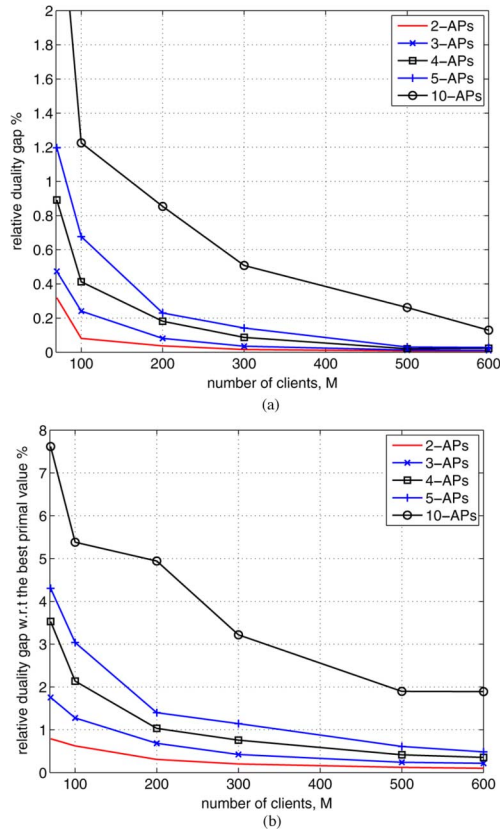 2
1.8
1.6
1.4
1.2
1
0.8
0.6
0.4
0.2
0
relative duality gap %
2-APs
3-APs
4-APs
5-APs
10-APs
100 200 300 400 500 600
number of clients, M
(a)
8
7
6
5
4
3
2
1
0
relative duality gap w.r.t the best primal value %
2-APs
3-APs
4-APs
5-APs
10-APs
100 200 300 400 500 600
number of clients, M
(b)